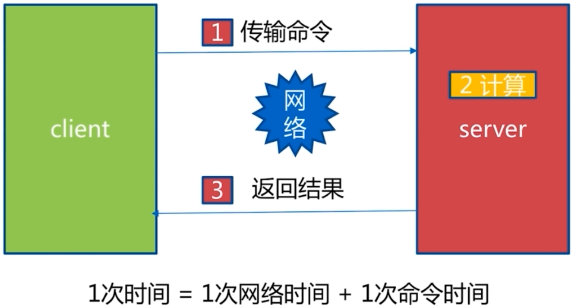 1 传输命令
2 计算
client
网络
server
3 返回结果
1次时间 = 1次网络时间 + 1次命令时间